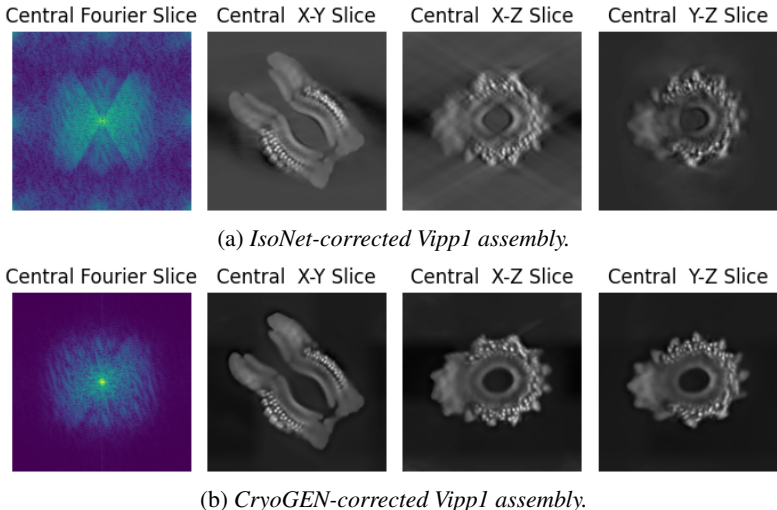 Central Fourier Slice Central X-Y Slice Central X-Z Slice Central Y-Z Slice
(a) IsoNet-corrected Vipp1 assembly.
Central Fourier Slice Central X-Y Slice Central X-Z Slice Central Y-Z Slice
(b) CryoGEN-corrected Vipp1 assembly.